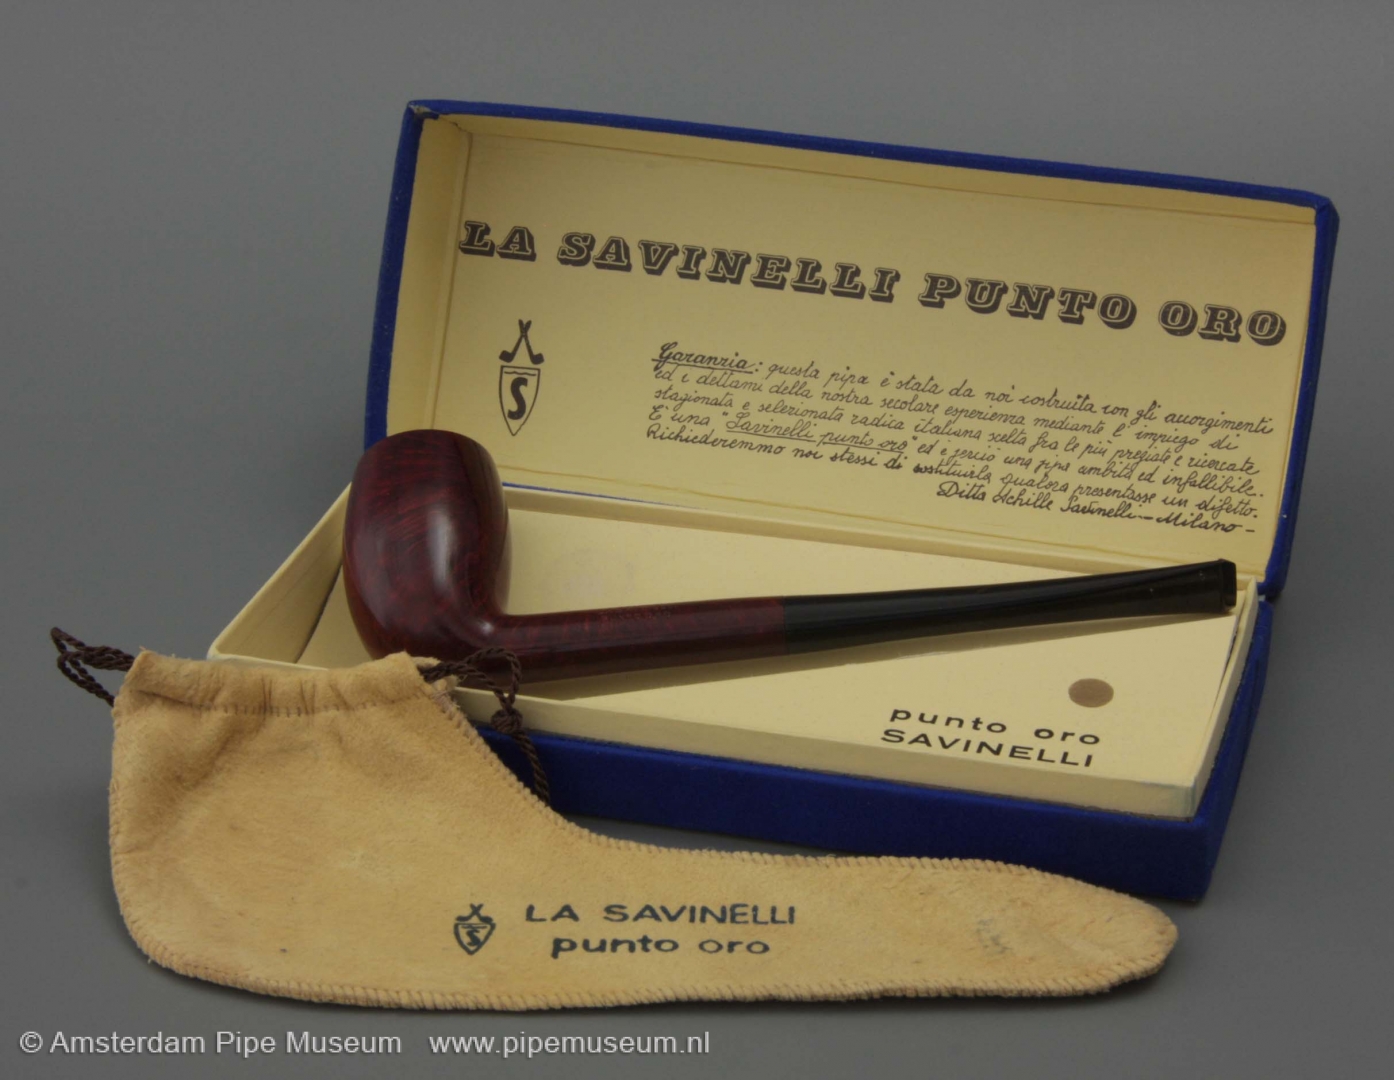 LA SAVINELLI PUNTO ORO
S
Garanzia: questa pipa è stata da noi costruita con gli accorgimenti
ed i dettami della nostra secolare esperienza mediante l'impiego di
stagionata e selezionata radica italiana scelta fra le più pregiate e ricercate
E' una "Savinelli punto oro" ed è perciò una pipa ambita ed infallibile.
Richiederemmo noi stessi di sostituirla qualora presentasse un difetto.
Ditta Achille Savinelli - Milano -
punto oro
SAVINELLI
S
LA SAVINELLI
punto oro
© Amsterdam Pipe Museum www.pipemuseum.nl